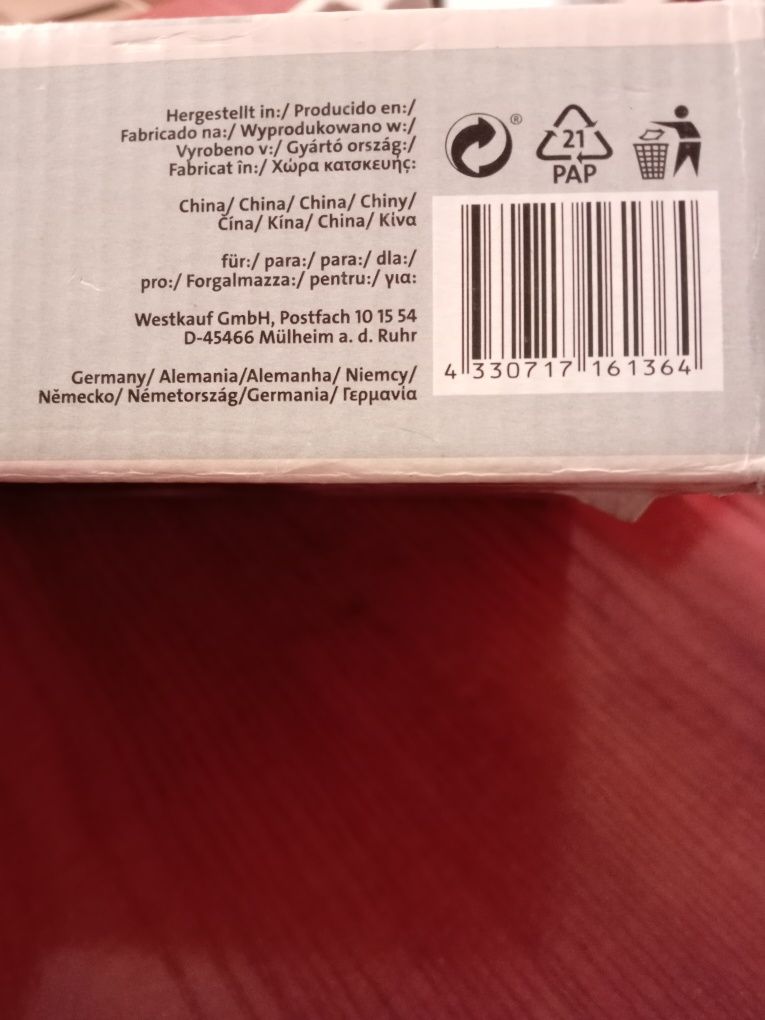 Hergestellt in:/ Producido en:/
Fabricado na:/ Wyprodukowano w:/
Vyrobeno v:/ Gyártó ország:/
Fabricat în:/ Χώρα κατσκευής:
China/ China/ China/ Chiny/
Čína/ Kína/ China/ Κίνα
für:/ para:/ para:/ dla:/
pro:/ Forgalmazza:/ pentru:/ για:
Westkauf GmbH, Postfach 10 15 54
D-45466 Mülheim a. d. Ruhr
Germany/ Alemania/Alemanha/ Niemcy/
Německo/ Németország/Germania/ Γερμανία
®
21
PAP
4 330717 161364